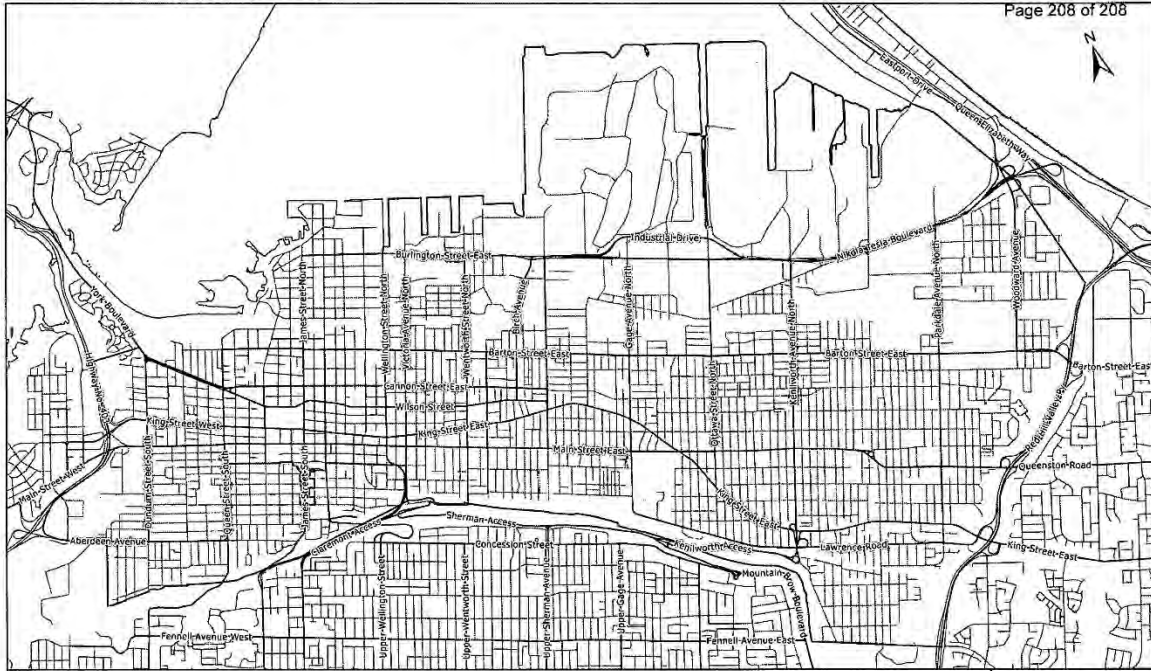 Page 208 of 208
N
Eastport Drive
Queen Elizabeth Way
Industrial Drive
Nikola Tesla Boulevard
Burlington Street East
Woodward Avenue
Parkdale Avenue North
James Street North
Wellington Street North
Victoria Avenue North
Wentworth Street North
Birch Avenue
Gage Avenue North
Kenilworth Avenue North
Ottawa Street North
York Boulevard
Barton Street East
Barton Street East
Barton Street East
Cannon Street East
Wilson Street
King Street West
King Street East
Main Street East
Queenston Road
Main Street West
Dundurn Street South
Queen Street South
James Street South
King Street East
Sherman Access
Claremont Access
Aberdeen Avenue
Concession Street
Kenilworth Access
Lawrence Road
King Street East
Mountain Brow Boulevard
Upper Wellington Street
Upper Wentworth Street
Upper Sherman Avenue
Upper Gage Avenue
Fennell Avenue West
Fennell Avenue East